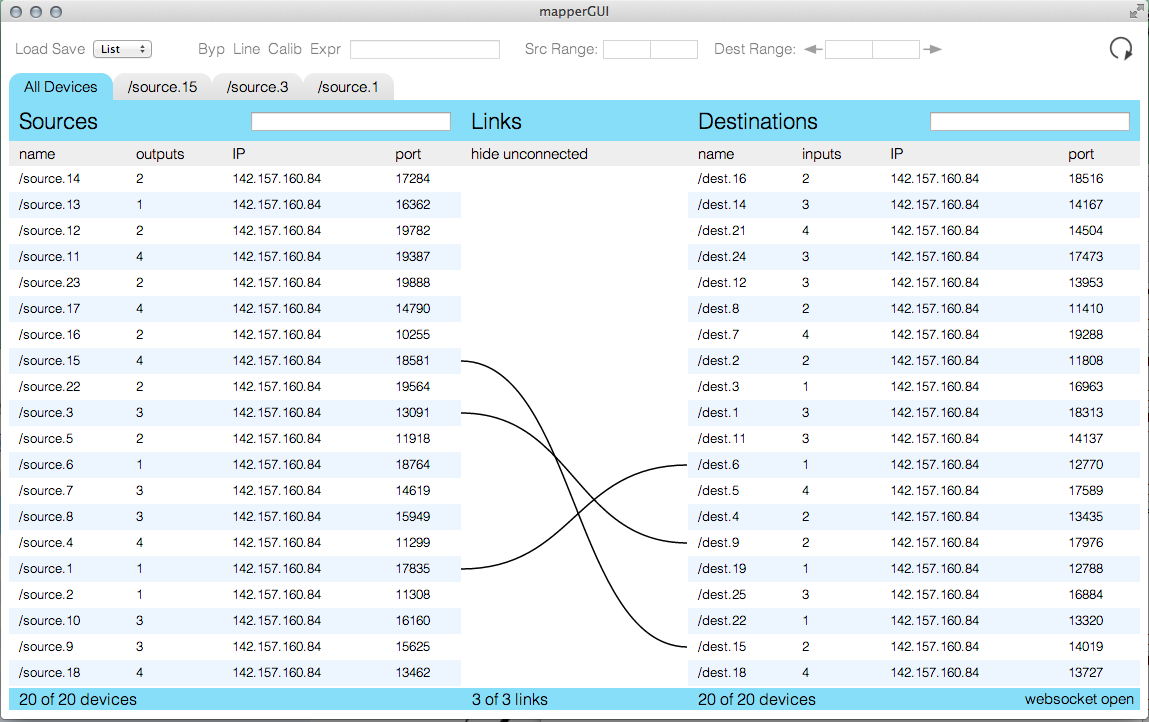 mapperGUI
Load Save List Byp Line Calib Expr Src Range: Dest Range:
All Devices /source.15 /source.3 /source.1
Sources Links Destinations
name outputs IP port hide unconnected name inputs IP port
/source.14 2 142.157.160.84 17284 /dest.16 2 142.157.160.84 18516
/source.13 1 142.157.160.84 16362 /dest.14 3 142.157.160.84 14167
/source.12 2 142.157.160.84 19782 /dest.21 4 142.157.160.84 14504
/source.11 4 142.157.160.84 19387 /dest.24 3 142.157.160.84 17473
/source.23 2 142.157.160.84 19888 /dest.12 3 142.157.160.84 13953
/source.17 4 142.157.160.84 14790 /dest.8 2 142.157.160.84 11410
/source.16 2 142.157.160.84 10255 /dest.7 4 142.157.160.84 19288
/source.15 4 142.157.160.84 18581 /dest.2 2 142.157.160.84 11808
/source.22 2 142.157.160.84 19564 /dest.3 1 142.157.160.84 16963
/source.3 3 142.157.160.84 13091 /dest.1 3 142.157.160.84 18313
/source.5 2 142.157.160.84 11918 /dest.11 3 142.157.160.84 14137
/source.6 1 142.157.160.84 18764 /dest.6 1 142.157.160.84 12770
/source.7 3 142.157.160.84 14619 /dest.5 4 142.157.160.84 17589
/source.8 3 142.157.160.84 15949 /dest.4 2 142.157.160.84 13435
/source.4 4 142.157.160.84 11299 /dest.9 2 142.157.160.84 17976
/source.1 1 142.157.160.84 17835 /dest.19 1 142.157.160.84 12788
/source.2 1 142.157.160.84 11308 /dest.25 3 142.157.160.84 16884
/source.10 3 142.157.160.84 16160 /dest.22 1 142.157.160.84 13320
/source.9 3 142.157.160.84 15625 /dest.15 2 142.157.160.84 14019
/source.18 4 142.157.160.84 13462 /dest.18 4 142.157.160.84 13727
20 of 20 devices 3 of 3 links 20 of 20 devices websocket open